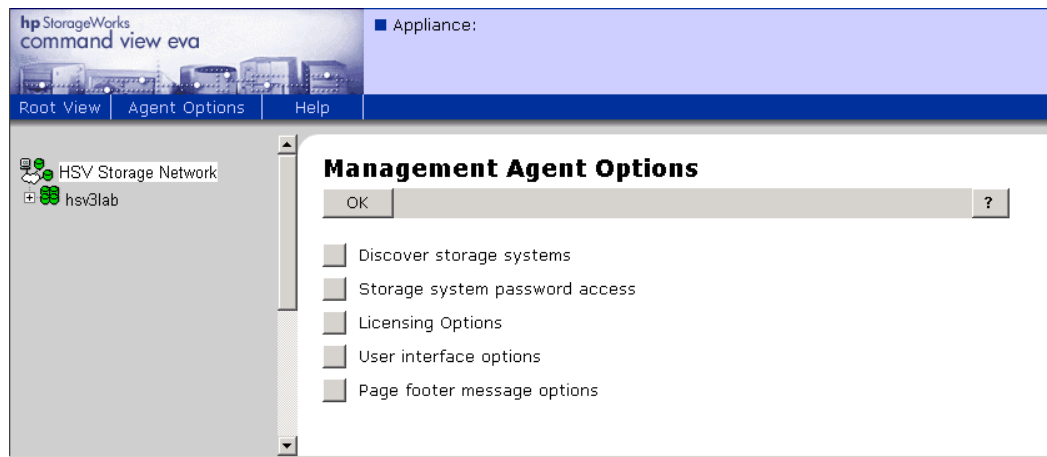 hp StorageWorks
command view eva
Appliance:
Root View Agent Options Help
HSV Storage Network
hsv3lab
Management Agent Options
OK ?
Discover storage systems
Storage system password access
Licensing Options
User interface options
Page footer message options